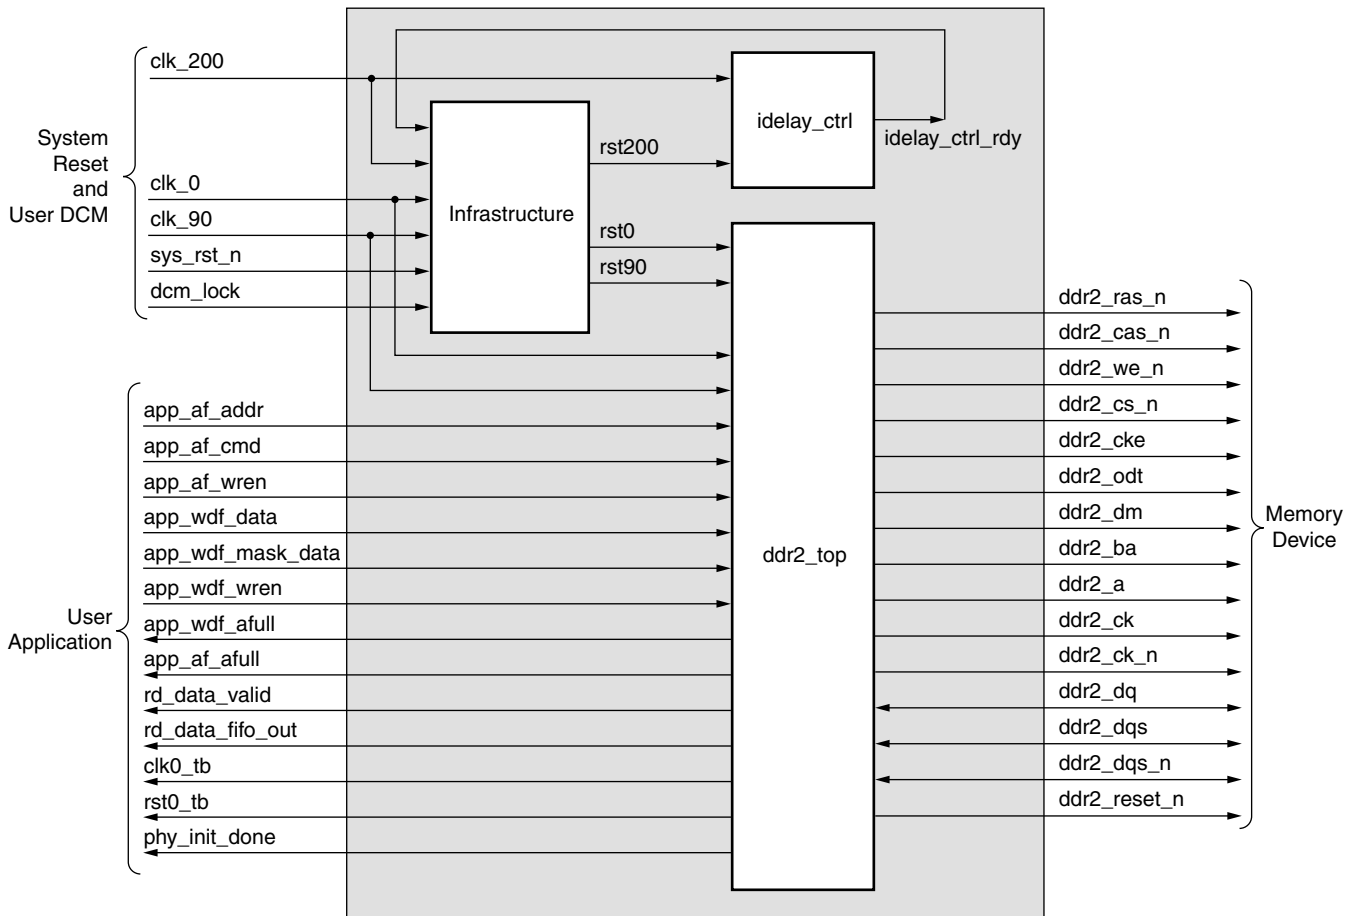 System
Reset
and
User DCM
clk_200
clk_0
clk_90
sys_rst_n
dcm_lock
Infrastructure
rst200
rst0
rst90
idelay_ctrl
idelay_ctrl_rdy
User
Application
app_af_addr
app_af_cmd
app_af_wren
app_wdf_data
app_wdf_mask_data
app_wdf_wren
app_wdf_afull
app_af_afull
rd_data_valid
rd_data_fifo_out
clk0_tb
rst0_tb
phy_init_done
ddr2_top
ddr2_ras_n
ddr2_cas_n
ddr2_we_n
ddr2_cs_n
ddr2_cke
ddr2_odt
ddr2_dm
ddr2_ba
ddr2_a
ddr2_ck
ddr2_ck_n
ddr2_dq
ddr2_dqs
ddr2_dqs_n
ddr2_reset_n
Memory
Device